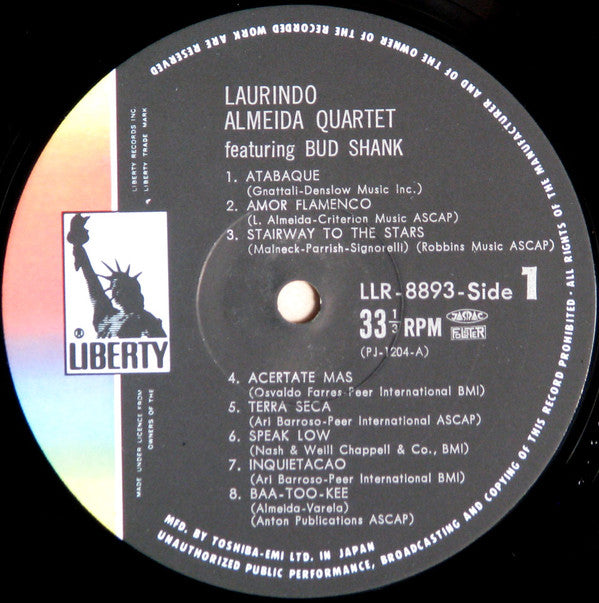 LAURINDO
ALMEIDA QUARTET
featuring BUD SHANK
1. ATABAQUE
(Gnattali-Denslow Music Inc.)
2. AMOR FLAMENCO
(L. Almeida-Criterion Music ASCAP)
3. STAIRWAY TO THE STARS
(Malneck-Parrish-Signorelli) (Robbins Music ASCAP)
LLR-8893-Side 1
33 1/3 RPM
JASRAC
POLYSTER
(PJ-1204-A)
4. ACERTATE MAS
(Osvaldo Farres-Peer International BMI)
5. TERRA SECA
(Ari Barroso-Peer International ASCAP)
6. SPEAK LOW
(Nash & Weill Chappell & Co., BMI)
7. INQUIETACAO
(Ari Barroso-Peer International BMI)
8. BAA-TOO-KEE
(Almeida-Varela)
(Anton Publications ASCAP)
® LIBERTY
LIBERTY RECORDS INC
LIBERTY TRADE MARK
MADE UNDER LICENCE FROM
OWNERS OF THE
MFD. BY TOSHIBA-EMI LTD. IN JAPAN
ALL RIGHTS OF THE MANUFACTURER AND OF THE OWNER OF THE RECORDED WORK ARE RESERVED
UNAUTHORIZED PUBLIC PERFORMANCE, BROADCASTING AND COPYING OF THIS RECORD PROHIBITED·